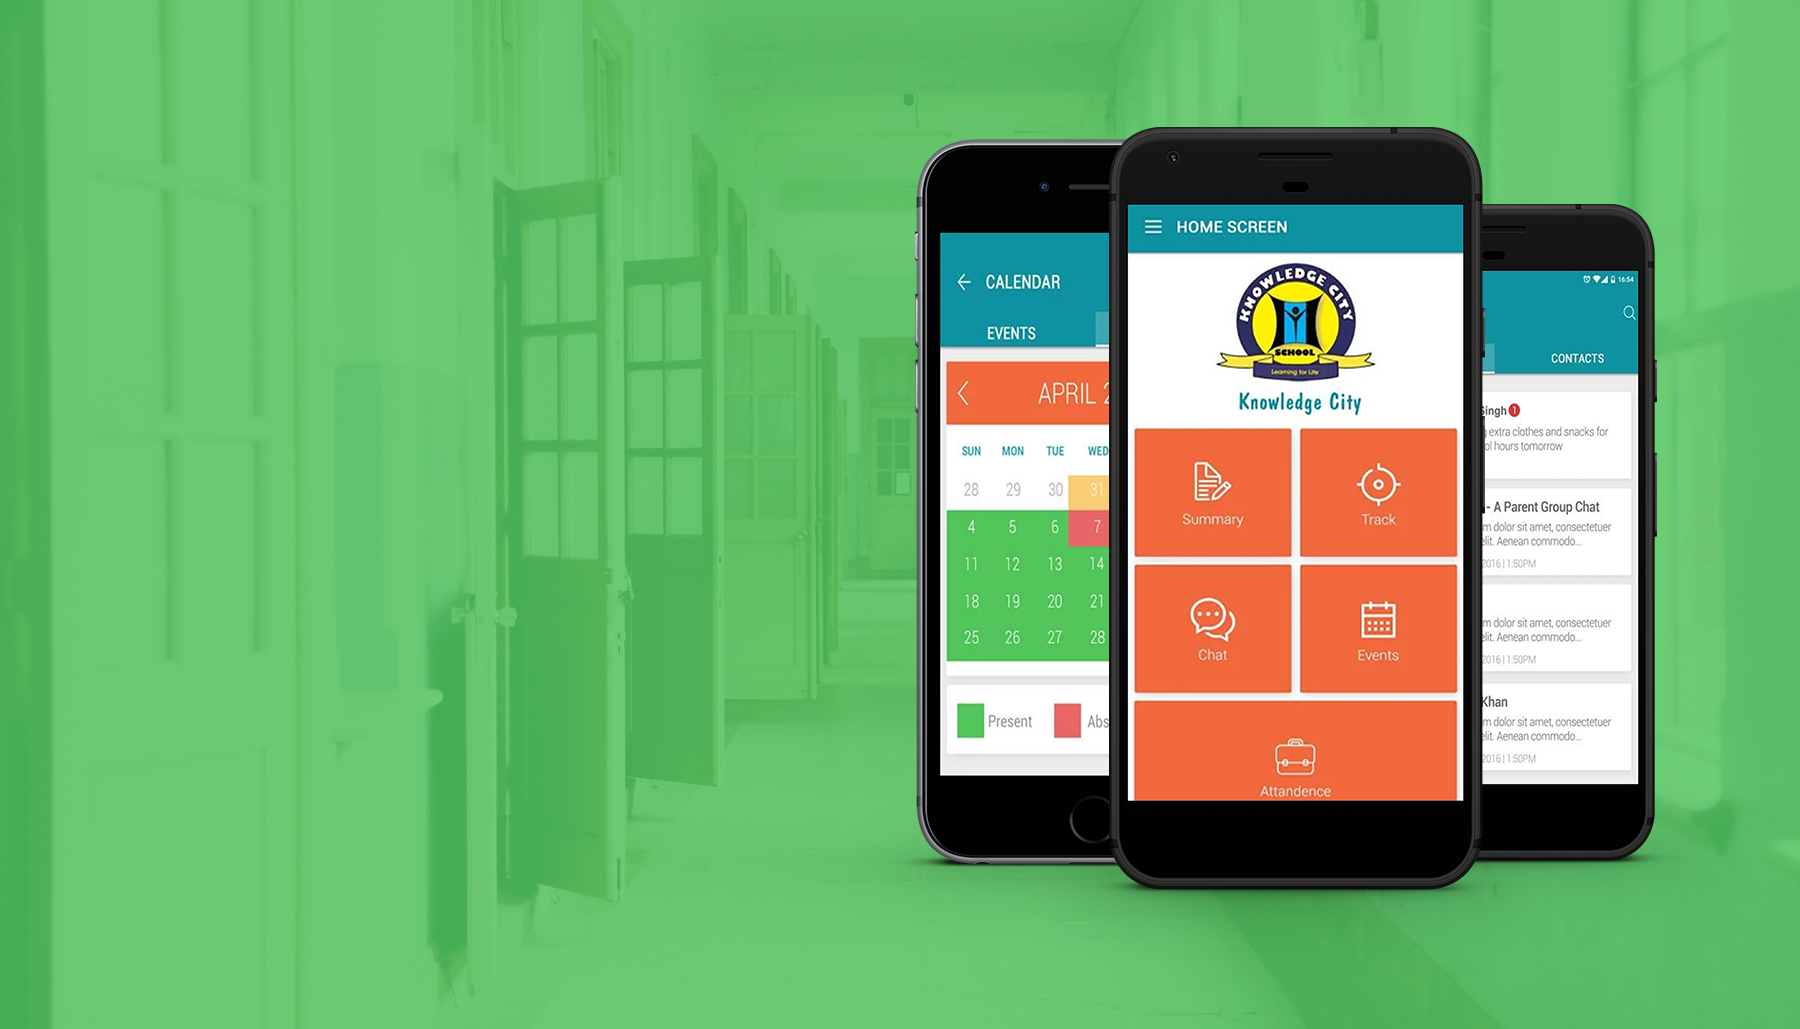 CALENDAR
EVENTS
APRIL 2
SUN MON TUE WED
28 29 30 31
4 5 6 7
11 12 13 14
18 19 20 21
25 26 27 28
Present Abs
HOME SCREEN
KNOWLEDGE CITY
SCHOOL
Learning for Life
Knowledge City
Summary
Track
Chat
Events
Attandence
16:54
CONTACTS
Singh 1
extra clothes and snacks for
ol hours tomorrow
- A Parent Group Chat
m dolor sit amet, consectetuer
elit. Aenean commodo...
2016 | 1:50PM
m dolor sit amet, consectetuer
elit. Aenean commodo...
2016 | 1:50PM
Khan
m dolor sit amet, consectetuer
elit. Aenean commodo...
2016 | 1:50PM